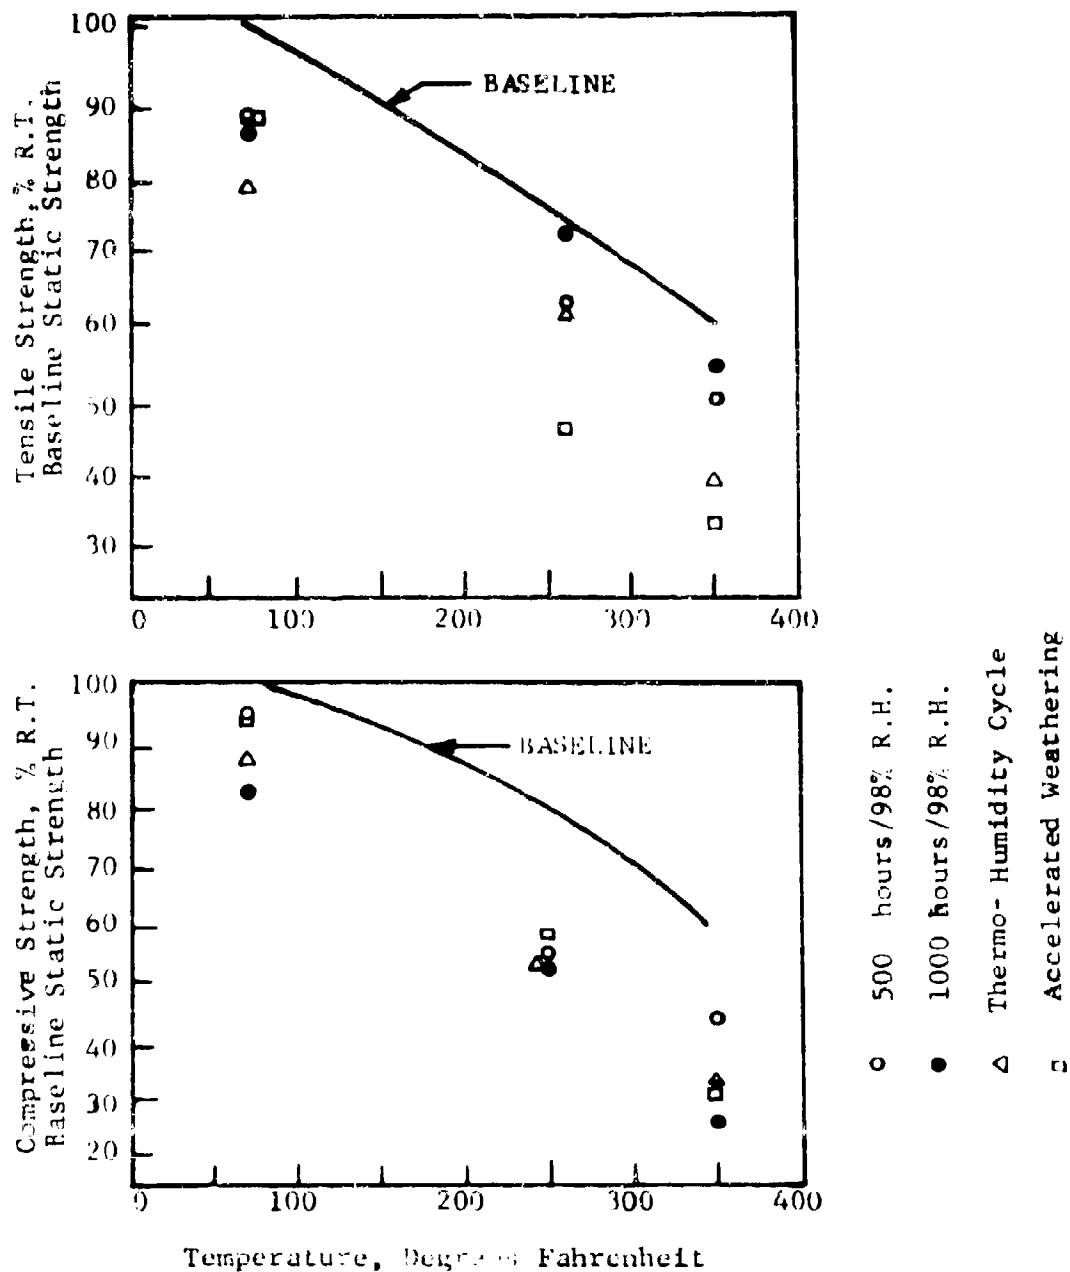 100
90
80
70
60
50
40
30
Tensile Strength,% R.T.
Baseline Static Strength
BASELINE
0 100 200 300 400
100
90
80
70
60
50
40
30
20
Compressive Strength, % R.T.
Baseline Static Strength
BASELINE
0 100 200 300 400
Temperature, Degrees Fahrenheit
500 hours/98% R.H.
1000 hours/98% R.H.
Thermo-Humidity Cycle
Accelerated Weathering